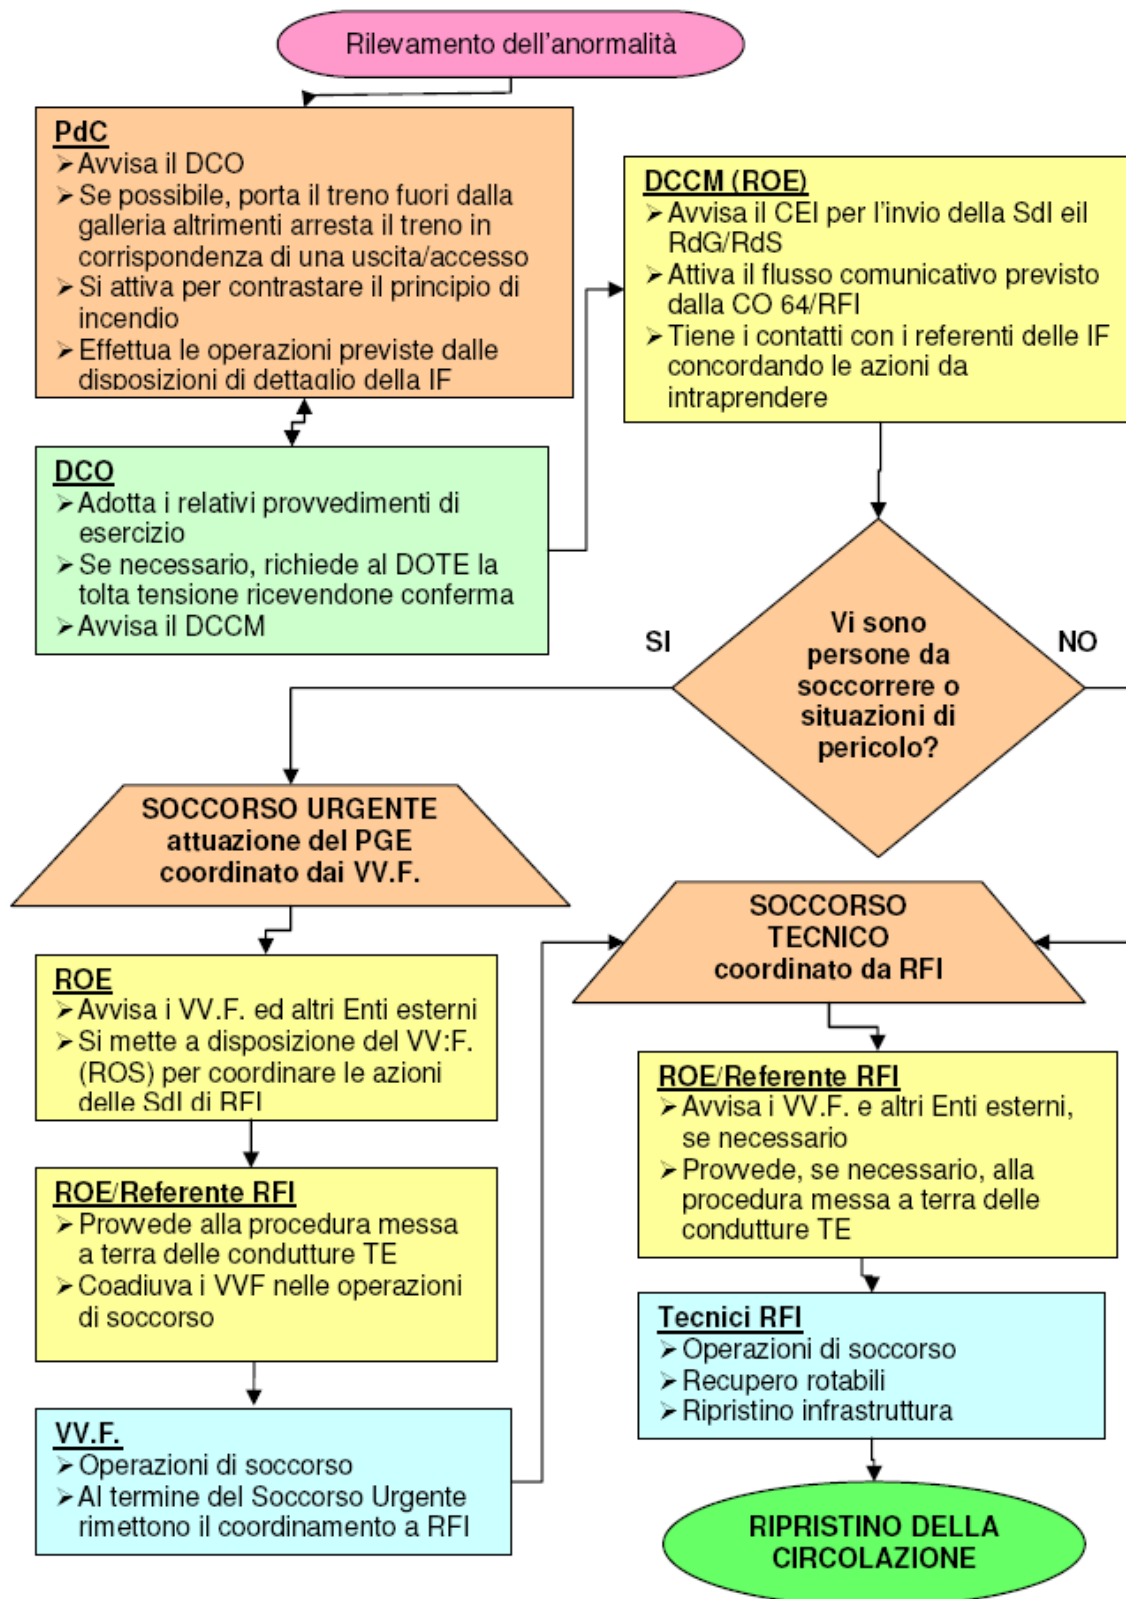 Rilevamento dell'anormalità
PdC
➢ Avvisa il DCO
➢ Se possibile, porta il treno fuori dalla
galleria altrimenti arresta il treno in
corrispondenza di una uscita/accesso
➢ Si attiva per contrastare il principio di
incendio
➢ Effettua le operazioni previste dalle
disposizioni di dettaglio della IF
DCCM (ROE)
➢ Avvisa il CEI per l'invio della SdI eil
RdG/RdS
➢ Attiva il flusso comunicativo previsto
dalla CO 64/RFI
➢ Tiene i contatti con i referenti delle IF
concordando le azioni da
intraprendere
DCO
➢ Adotta i relativi provvedimenti di
esercizio
➢ Se necessario, richiede al DOTE la
tolta tensione ricevendone conferma
➢ Avvisa il DCCM
SI
Vi sono
persone da
soccorrere o
situazioni di
pericolo?
NO
SOCCORSO URGENTE
attuazione del PGE
coordinato dai VV.F.
ROE
➢ Avvisa i VV.F. ed altri Enti esterni
➢ Si mette a disposizione del VV:F.
(ROS) per coordinare le azioni
delle SdI di RFI
ROE/Referente RFI
➢ Provvede alla procedura messa
a terra delle condutture TE
➢ Coadiuva i VVF nelle operazioni
di soccorso
VV.F.
➢ Operazioni di soccorso
➢ Al termine del Soccorso Urgente
rimettono il coordinamento a RFI
SOCCORSO
TECNICO
coordinato da RFI
ROE/Referente RFI
➢ Avvisa i VV.F. e altri Enti esterni,
se necessario
➢ Provvede, se necessario, alla
procedura messa a terra delle
condutture TE
Tecnici RFI
➢ Operazioni di soccorso
➢ Recupero rotabili
➢ Ripristino infrastruttura
RIPRISTINO DELLA
CIRCOLAZIONE